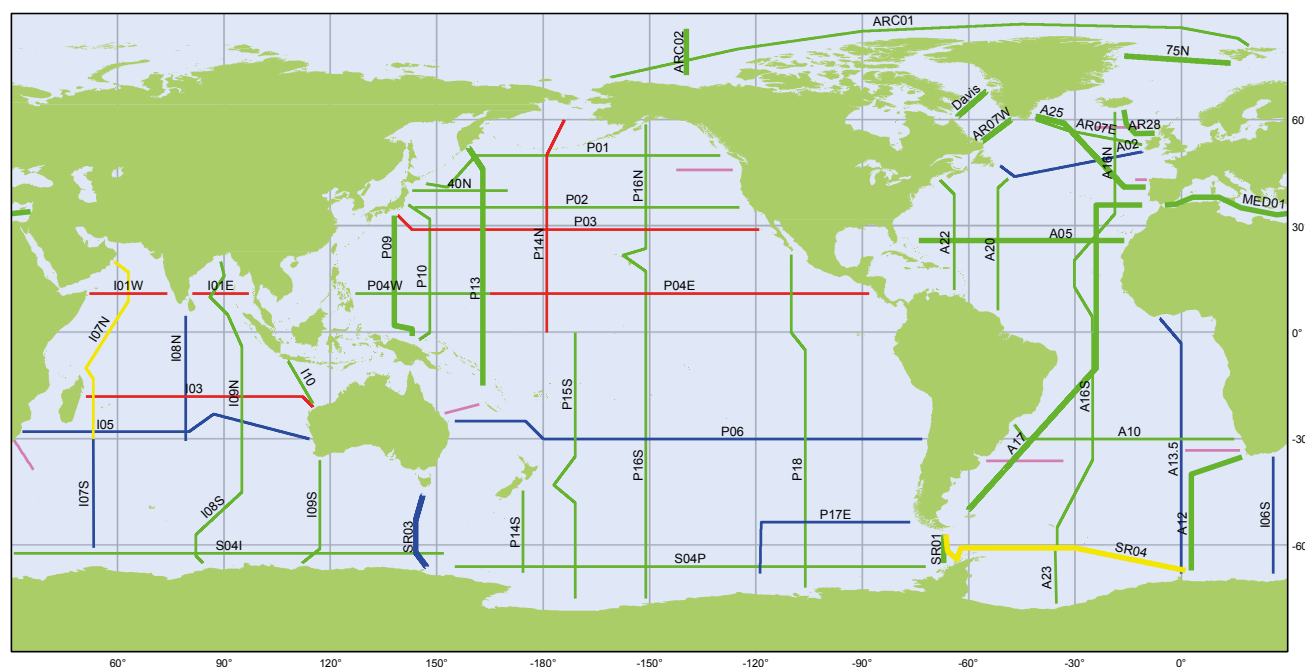 ARC01
ARC02
75N
Davis
AR07W
A25
AR07E
AR28
A02
A16N
60
P01
P16N
40N
P02
P03
MED01
30
P09
P10
P14N
P13
A22
A20
A05
I01W
I01E
P04W
P04E
I07N
I08N
0
I03
I09N
I10
P15S
A16S
I05
P06
A17
A10
-30
P16S
P18
A13.5
I07S
I08S
I09S
SR03
P14S
P17E
A12
I06S
S04I
S04P
SR01
SR04
-60
A23
60°
90°
120°
150°
-180°
-150°
-120°
-90°
-60°
-30°
0°